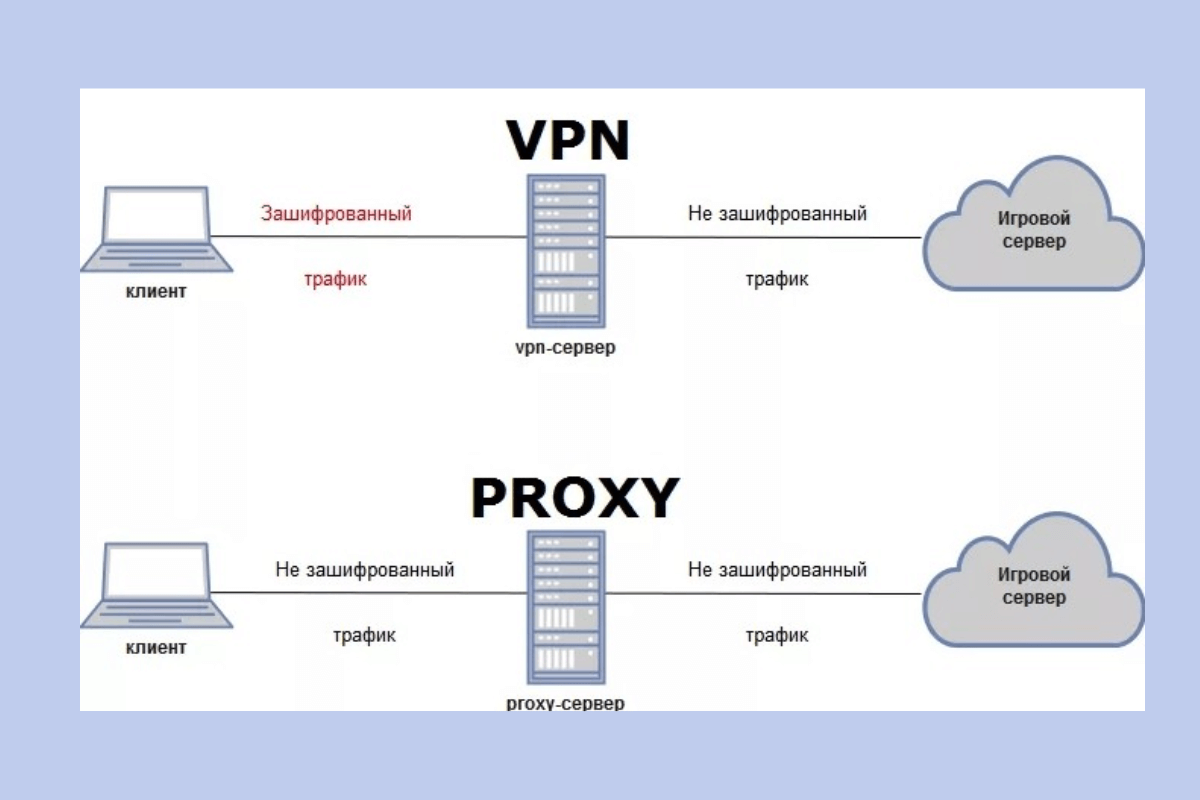 VPN
Зашифрованный
трафик
Не зашифрованный
трафик
Игровой
сервер
клиент
vpn-сервер
PROXY
Не зашифрованный
трафик
Не зашифрованный
трафик
Игровой
сервер
клиент
proxy-сервер